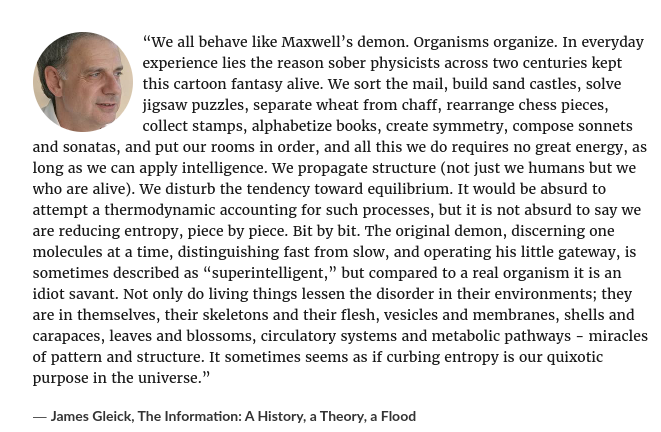 “We all behave like Maxwell’s demon. Organisms organize. In everyday
experience lies the reason sober physicists across two centuries kept
this cartoon fantasy alive. We sort the mail, build sand castles, solve
jigsaw puzzles, separate wheat from chaff, rearrange chess pieces,
collect stamps, alphabetize books, create symmetry, compose sonnets
and sonatas, and put our rooms in order, and all this we do requires no great energy, as
long as we can apply intelligence. We propagate structure (not just we humans but we
who are alive). We disturb the tendency toward equilibrium. It would be absurd to
attempt a thermodynamic accounting for such processes, but it is not absurd to say we
are reducing entropy, piece by piece. Bit by bit. The original demon, discerning one
molecules at a time, distinguishing fast from slow, and operating his little gateway, is
sometimes described as “superintelligent,” but compared to a real organism it is an
idiot savant. Not only do living things lessen the disorder in their environments; they
are in themselves, their skeletons and their flesh, vesicles and membranes, shells and
carapaces, leaves and blossoms, circulatory systems and metabolic pathways - miracles
of pattern and structure. It sometimes seems as if curbing entropy is our quixotic
purpose in the universe.”
― James Gleick, The Information: A History, a Theory, a Flood